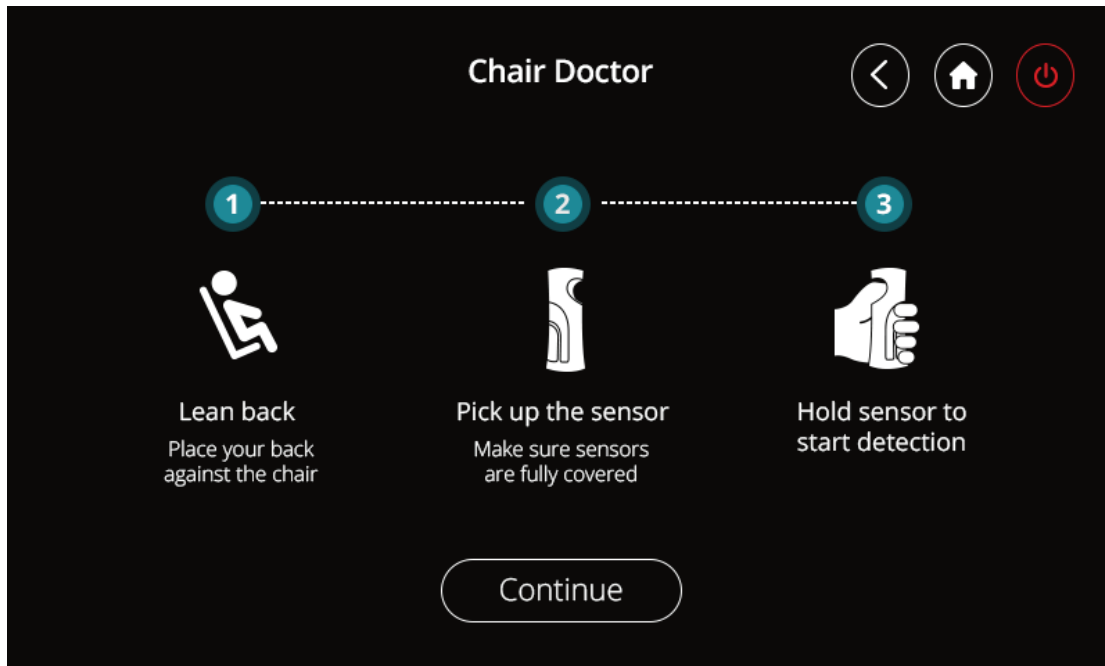 Chair Doctor
1
2
3
Lean back
Place your back
against the chair
Pick up the sensor
Make sure sensors
are fully covered
Hold sensor to
start detection
Continue